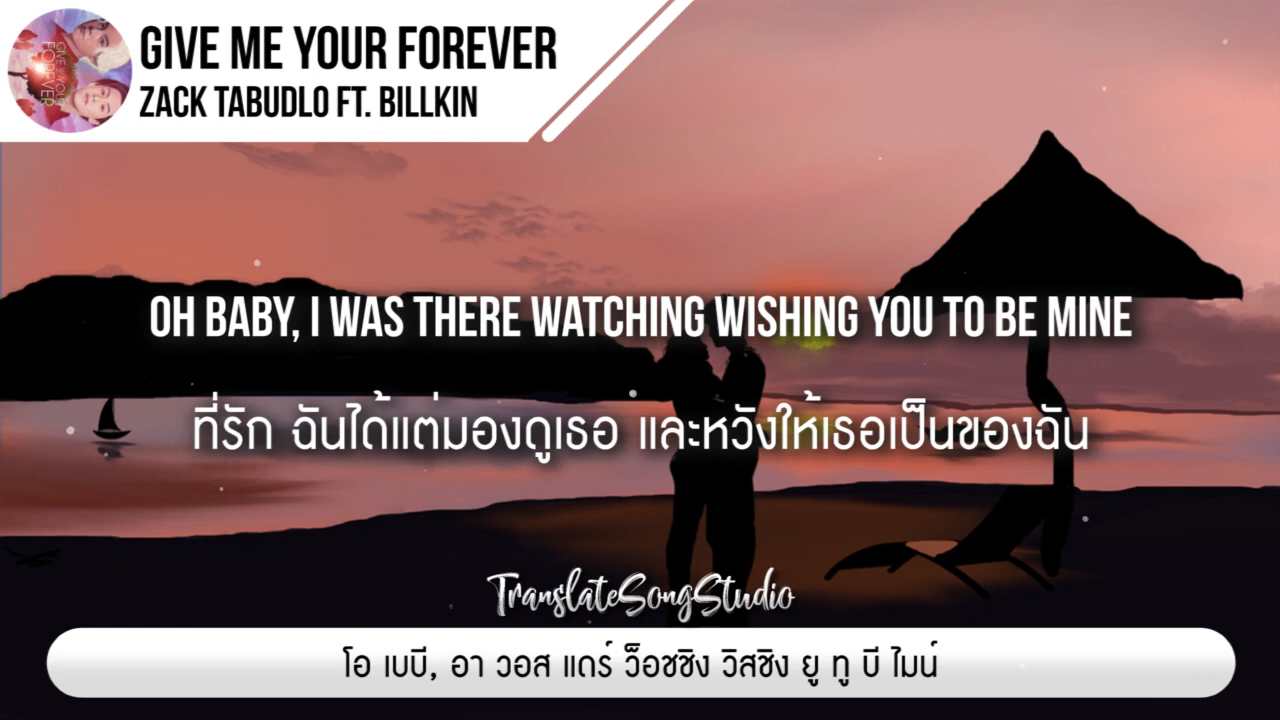 GIVE ME YOUR FOREVER
ZACK TABUDLO FT. BILLKIN
OH BABY, I WAS THERE WATCHING WISHING YOU TO BE MINE
ที่รัก ฉันได้แต่มองดูเธอ และหวังให้เธอเป็นของฉัน
TranslateSongStudio
โอ เบบี, อา วอส แดร์ ว็อชชิง วิสชิง ยู ทู บี ไมน์